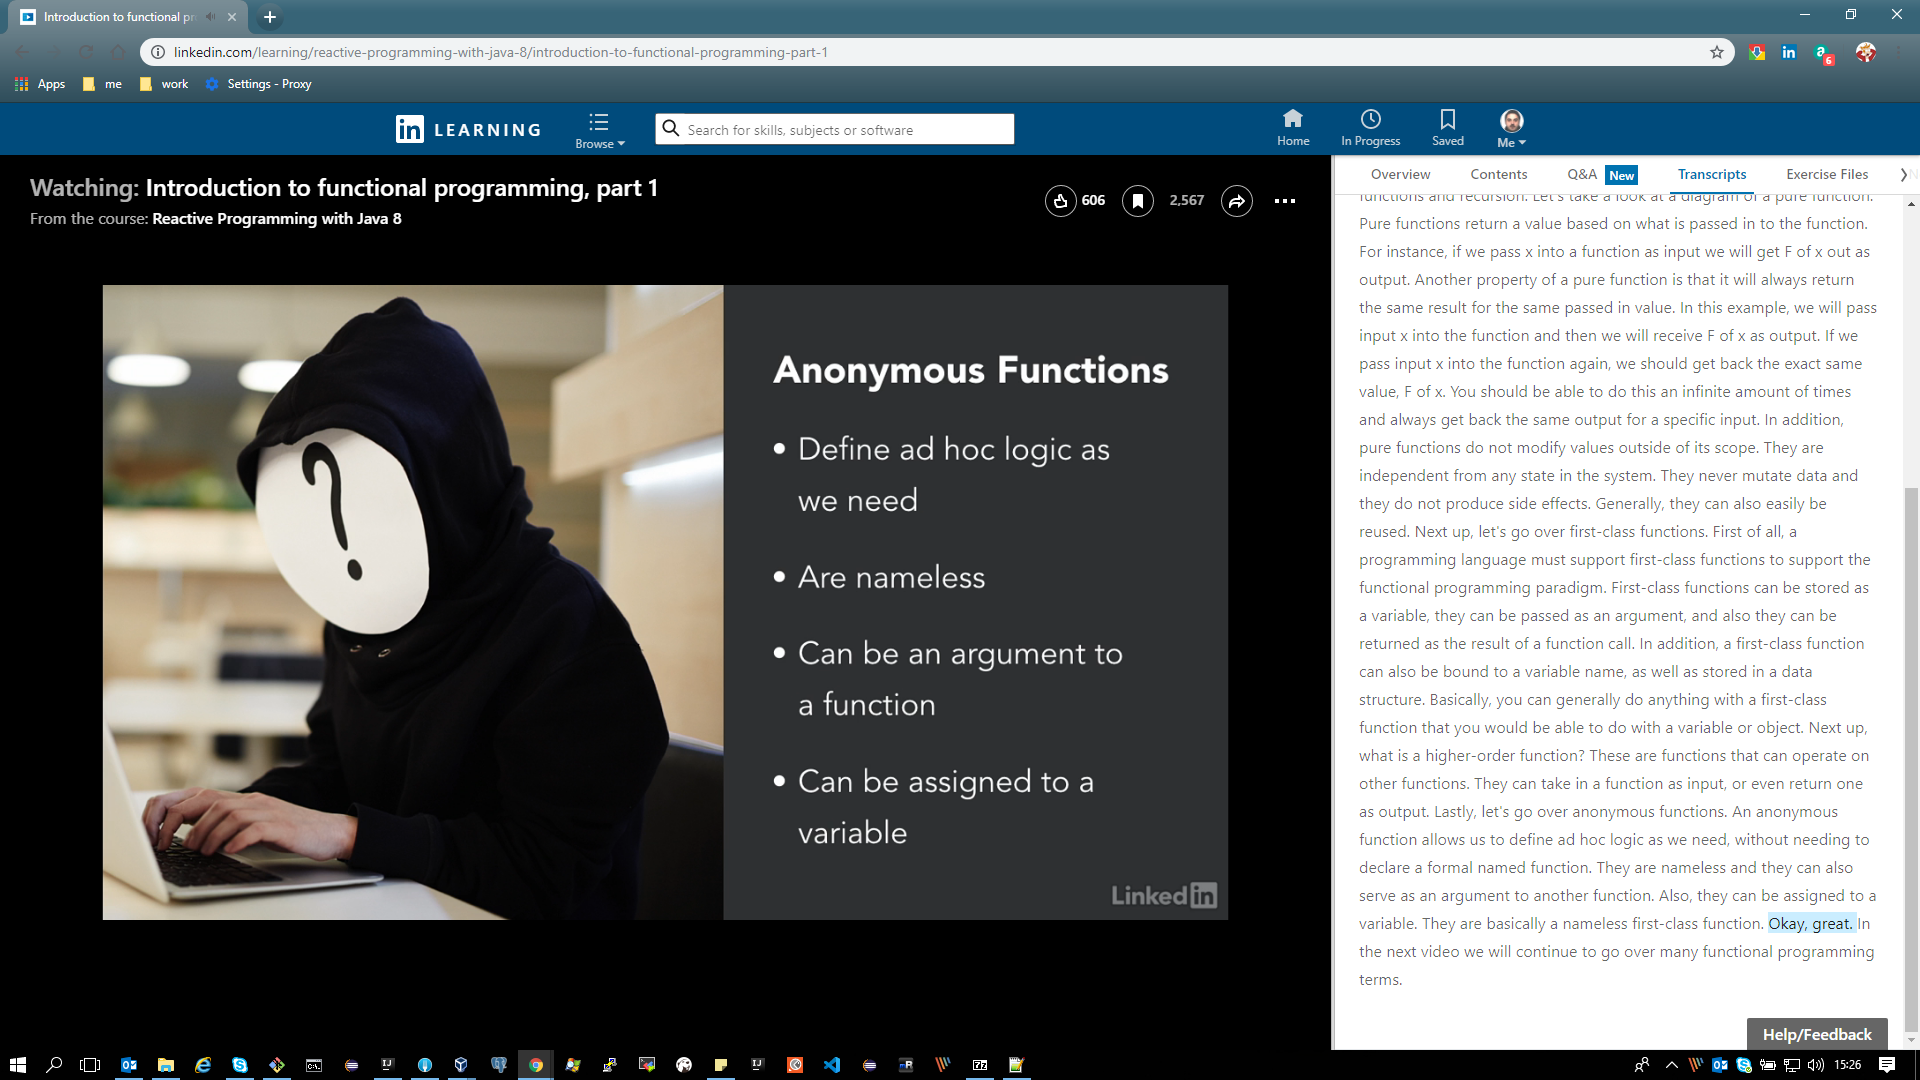 Introduction to functional pr
linkedin.com/learning/reactive-programming-with-java-8/introduction-to-functional-programming-part-1
6
Apps
me
work
Settings - Proxy
in LEARNING
Browse
Search for skills, subjects or software
Home
In Progress
Saved
Me
Watching: Introduction to functional programming, part 1
From the course: Reactive Programming with Java 8
606
2,567
Overview
Contents
Q&A New
Transcripts
Exercise Files
N
?
Anonymous Functions
• Define ad hoc logic as
we need
• Are nameless
• Can be an argument to
a function
• Can be assigned to a
variable
Linked in
functions and recursion. Let's take a look at a diagram of a pure function.
Pure functions return a value based on what is passed in to the function.
For instance, if we pass x into a function as input we will get F of x out as
output. Another property of a pure function is that it will always return
the same result for the same passed in value. In this example, we will pass
input x into the function and then we will receive F of x as output. If we
pass input x into the function again, we should get back the exact same
value, F of x. You should be able to do this an infinite amount of times
and always get back the same output for a specific input. In addition,
pure functions do not modify values outside of its scope. They are
independent from any state in the system. They never mutate data and
they do not produce side effects. Generally, they can also easily be
reused. Next up, let's go over first-class functions. First of all, a
programming language must support first-class functions to support the
functional programming paradigm. First-class functions can be stored as
a variable, they can be passed as an argument, and also they can be
returned as the result of a function call. In addition, a first-class function
can also be bound to a variable name, as well as stored in a data
structure. Basically, you can generally do anything with a first-class
function that you would be able to do with a variable or object. Next up,
what is a higher-order function? These are functions that can operate on
other functions. They can take in a function as input, or even return one
as output. Lastly, let's go over anonymous functions. An anonymous
function allows us to define ad hoc logic as we need, without needing to
declare a formal named function. They are nameless and they can also
serve as an argument to another function. Also, they can be assigned to a
variable. They are basically a nameless first-class function. Okay, great. In
the next video we will continue to go over many functional programming
terms.
Help/Feedback
15:26